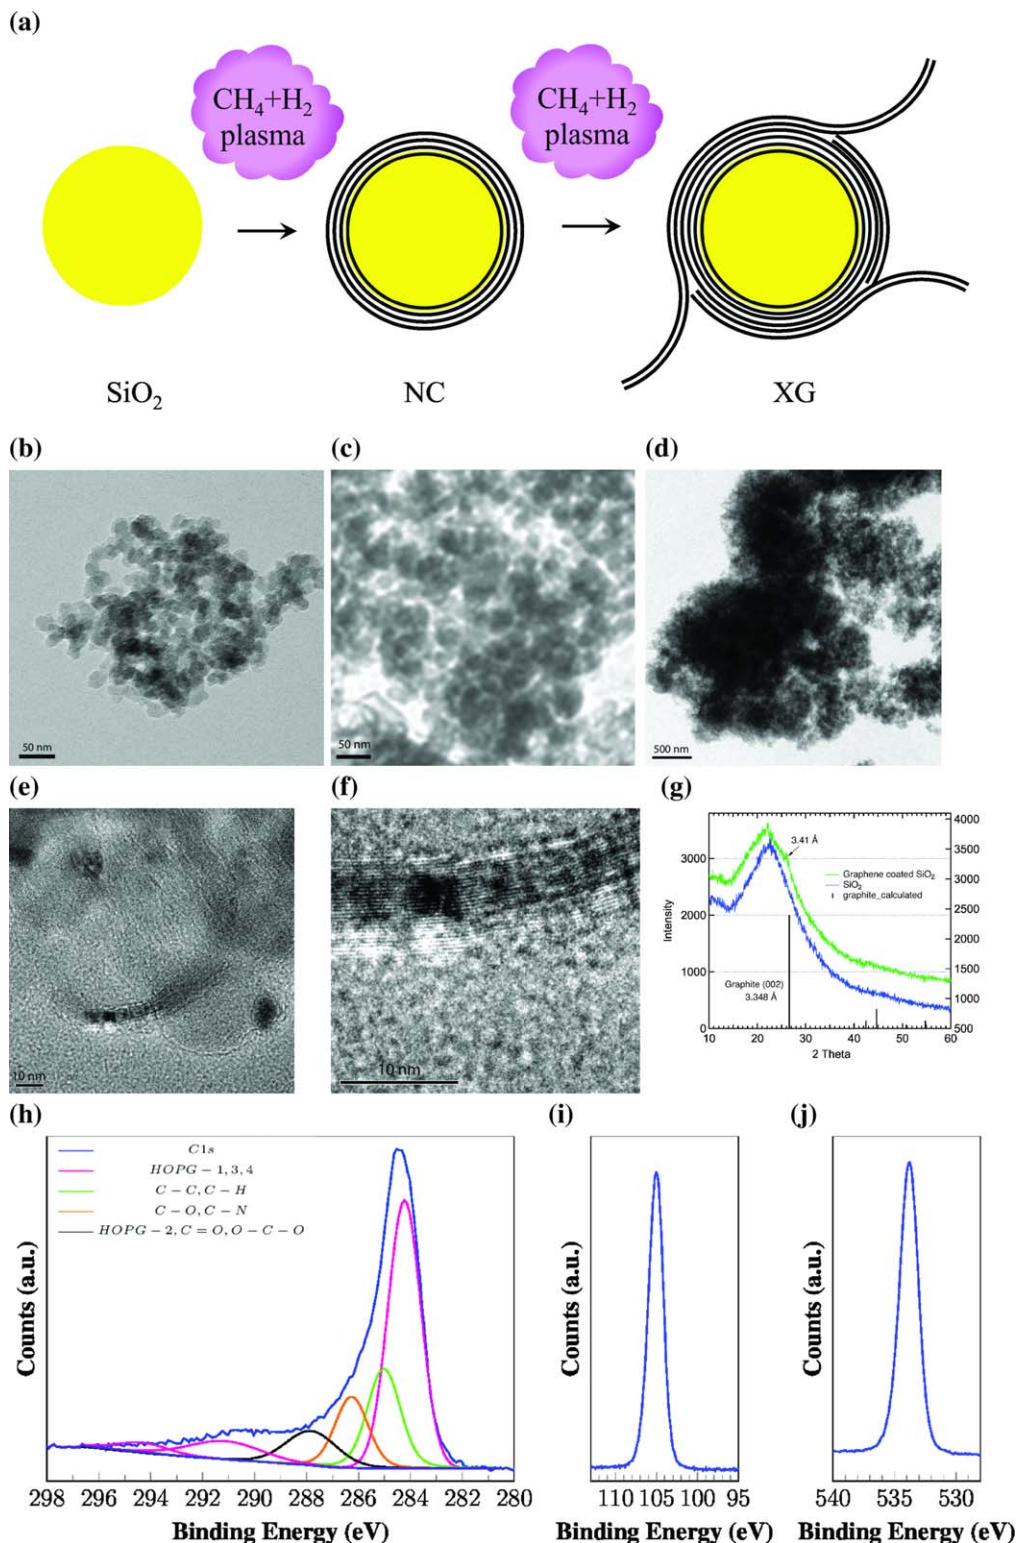 (a)
CH₄+H₂
plasma
CH₄+H₂
plasma
SiO₂
NC
XG
(b)
(c)
(d)
50 nm
50 nm
500 nm
(e)
(f)
(g)
10 nm
10 nm
4000
3500
3000
2500
2000
1500
1000
500
3000
2000
1000
Intensity
3.41 Å
Graphene coated SiO₂
SiO₂
graphite_calculated
Graphite (002)
3.348 Å
10 20 30 40 50 60
2 Theta
(h)
(i)
(j)
C1s
HOPG − 1, 3, 4
C − C, C − H
C − O, C − N
HOPG − 2, C = O, O − C − O
Counts (a.u.)
298 296 294 292 290 288 286 284 282 280
Binding Energy (eV)
Counts (a.u.)
110 105 100 95
Binding Energy (eV)
Counts (a.u.)
540 535 530
Binding Energy (eV)